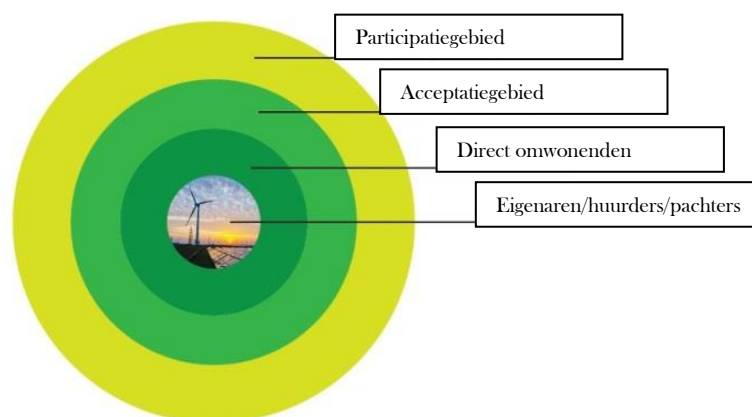 Participatiegebied
Acceptatiegebied
Direct omwonenden
Eigenaren/huurders/pachters